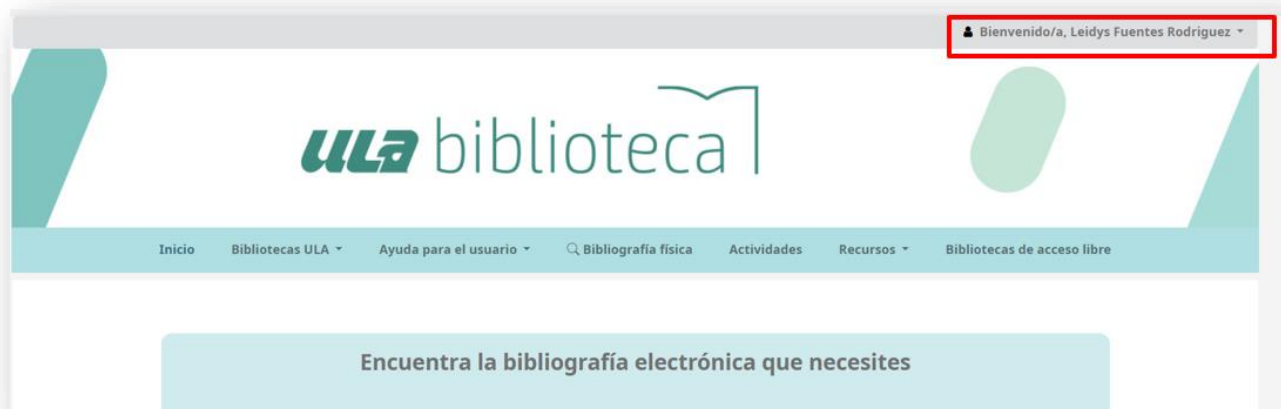 Bienvenido/a, Leidys Fuentes Rodriguez
ULA biblioteca
Inicio Bibliotecas ULA Ayuda para el usuario Bibliografía física Actividades Recursos Bibliotecas de acceso libre
Encuentra la bibliografía electrónica que necesites